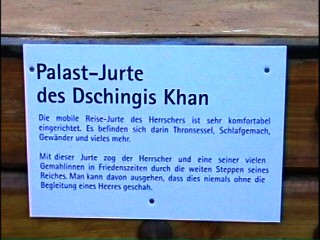 Palast-Jurte
des Dschingis Khan
Die mobile Reise-Jurte des Herrschers ist sehr komfortabel
eingerichtet. Es befinden sich darin Thronsessel, Schlafgemach,
Gewänder und vieles mehr.
Mit dieser Jurte zog der Herrscher und eine seiner vielen
Gemahlinnen in Friedenszeiten durch die weiten Steppen seines
Reiches. Man kann davon ausgehen, dass dies niemals ohne die
Begleitung eines Heeres geschah.